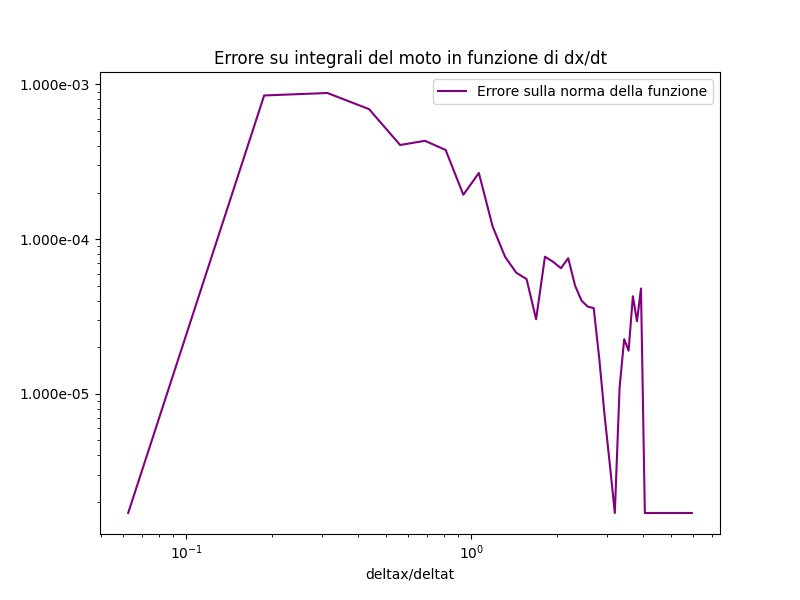 Errore su integrali del moto in funzione di dx/dt
Errore sulla norma della funzione
1.000e-03
1.000e-04
1.000e-05
10⁻¹
10⁰
deltax/deltat